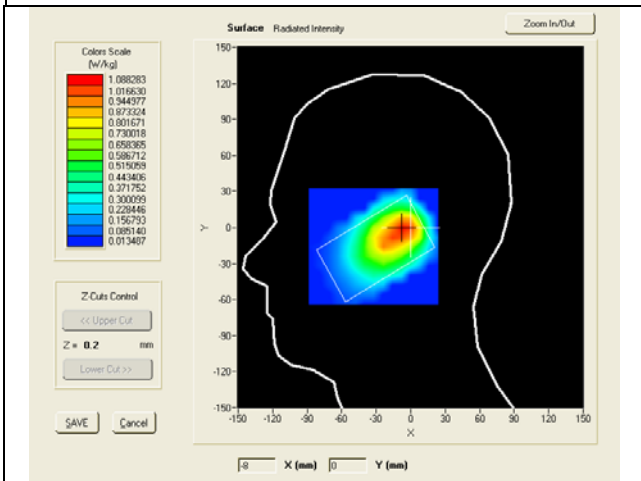 Surface Radiated Intensity
Zoom In/Out
Colors Scale
(W/kg)
1.088283
1.016630
0.944977
0.873324
0.801671
0.730018
0.658365
0.586712
0.515059
0.443406
0.371752
0.300099
0.228446
0.156793
0.085140
0.013487
Z-Cuts Control
<< Upper Cut
Z = 0.2 mm
Lower Cut >>
SAVE Cancel
150-
120-
90-
60-
30-
0-
-30-
-60-
-90-
-120-
-150-
Y
-150 -120 -90 -60 -30 0 30 60 90 120 150
X
-8 X (mm) 0 Y (mm)